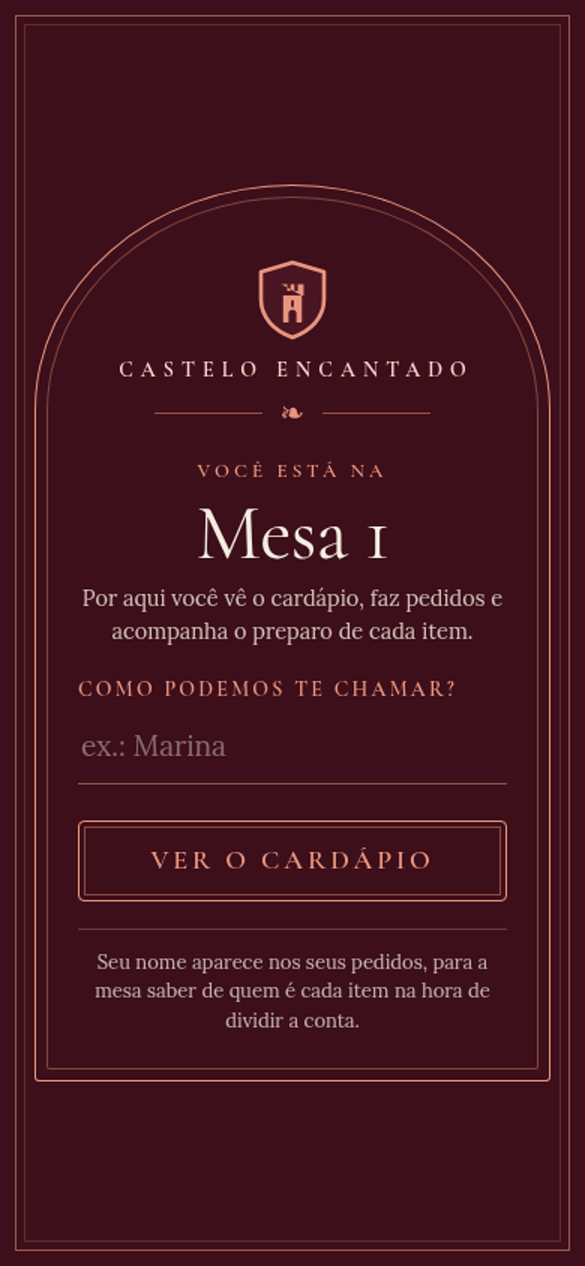 CASTELO ENCANTADO
VOCÊ ESTÁ NA
Mesa 1
Por aqui você vê o cardápio, faz pedidos e
acompanha o preparo de cada item.
COMO PODEMOS TE CHAMAR?
ex.: Marina
VER O CARDÁPIO
Seu nome aparece nos seus pedidos, para a
mesa saber de quem é cada item na hora de
dividir a conta.